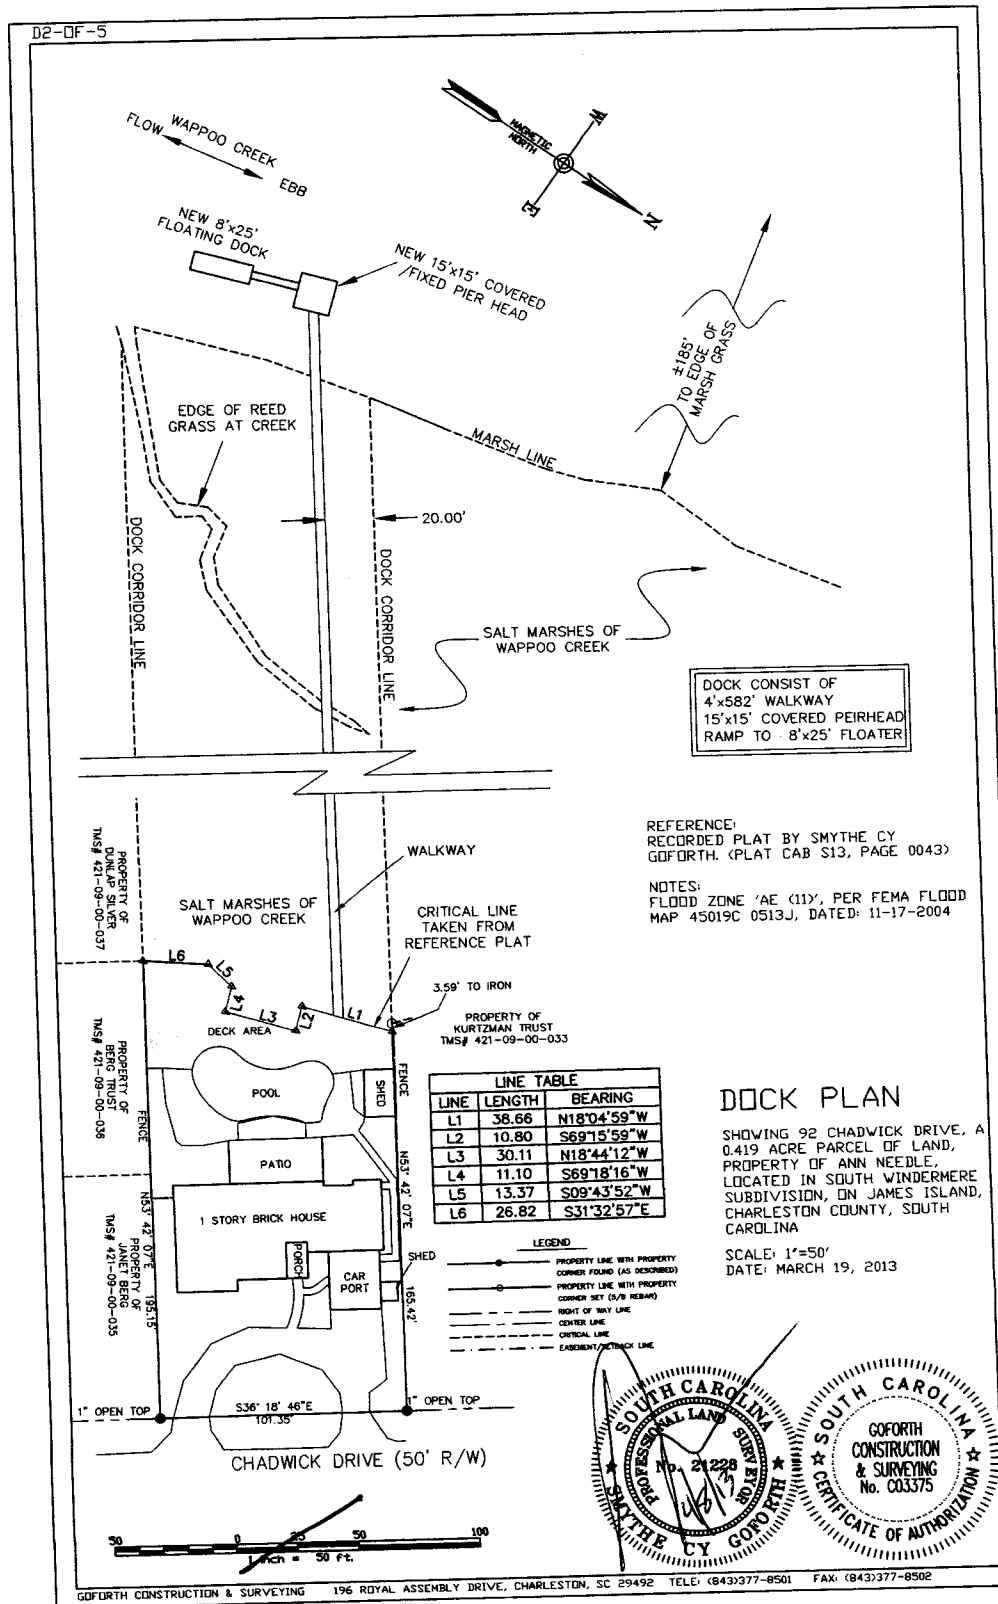 D2-OF-5
FLOW
WAPPOO CREEK
EBB
MAGNETIC
NORTH
W
E
N
NEW 8'x25'
FLOATING DOCK
NEW 15'x15' COVERED
/FIXED PIER HEAD
±185'
TO EDGE OF
MARSH GRASS
EDGE OF REED
GRASS AT CREEK
MARSH LINE
20.00'
DOCK CORRIDOR LINE
DOCK CORRIDOR LINE
SALT MARSHES OF
WAPPOO CREEK
DOCK CONSIST OF
4'x582' WALKWAY
15'x15' COVERED PEIRHEAD
RAMP TO 8'x25' FLOATER
REFERENCE:
RECORDED PLAT BY SMYTHE CY
GOFORTH. (PLAT CAB S13, PAGE 0043)
NOTES:
FLOOD ZONE 'AE (11)', PER FEMA FLOOD
MAP 45019C 0513J, DATED: 11-17-2004
PROPERTY OF
DUNLAP SILVER
TMS# 421-09-00-037
WALKWAY
SALT MARSHES OF
WAPPOO CREEK
CRITICAL LINE
TAKEN FROM
REFERENCE PLAT
L6
L5
L4
L3
L2
L1
DECK AREA
3.59' TO IRON
PROPERTY OF
KURTZMAN TRUST
TMS# 421-09-00-033
PROPERTY OF
BERG TRUST
TMS# 421-09-00-036
FENCE
POOL
SHED
FENCE
PATIO
N53° 42' 07"E
1 STORY BRICK HOUSE
PORCH
CAR
PORT
SHED
165.42'
N53° 42' 07"E
195.15'
PROPERTY OF
JANET BERG
TMS# 421-09-00-035
LINE TABLE
LINE LENGTH BEARING
L1 38.66 N18°04'59"W
L2 10.80 S69°15'59"W
L3 30.11 N18°44'12"W
L4 11.10 S69°18'16"W
L5 13.37 S09°43'52"W
L6 26.82 S31°32'57"E
DOCK PLAN
SHOWING 92 CHADWICK DRIVE, A
0.419 ACRE PARCEL OF LAND,
PROPERTY OF ANN NEEDLE,
LOCATED IN SOUTH WINDERMERE
SUBDIVISION, ON JAMES ISLAND,
CHARLESTON COUNTY, SOUTH
CAROLINA
SCALE: 1"=50'
DATE: MARCH 19, 2013
LEGEND
PROPERTY LINE WITH PROPERTY
CORNER FOUND (AS DESCRIBED)
PROPERTY LINE WITH PROPERTY
CORNER SET (5/8 REBAR)
RIGHT OF WAY LINE
CENTER LINE
CRITICAL LINE
EASEMENT/SETBACK LINE
1" OPEN TOP
S36° 18' 46"E
101.35'
1" OPEN TOP
CHADWICK DRIVE (50' R/W)
50 0 25 50 100
1 inch = 50 ft.
SOUTH CAROLINA
PROFESSIONAL LAND SURVEYOR
No. 21228
SMYTHE CY GOFORTH
SOUTH CAROLINA
GOFORTH
CONSTRUCTION
& SURVEYING
No. C03375
CERTIFICATE OF AUTHORIZATION
GOFORTH CONSTRUCTION & SURVEYING 196 ROYAL ASSEMBLY DRIVE, CHARLESTON, SC 29492 TELE: (843)377-8501 FAX: (843)377-8502